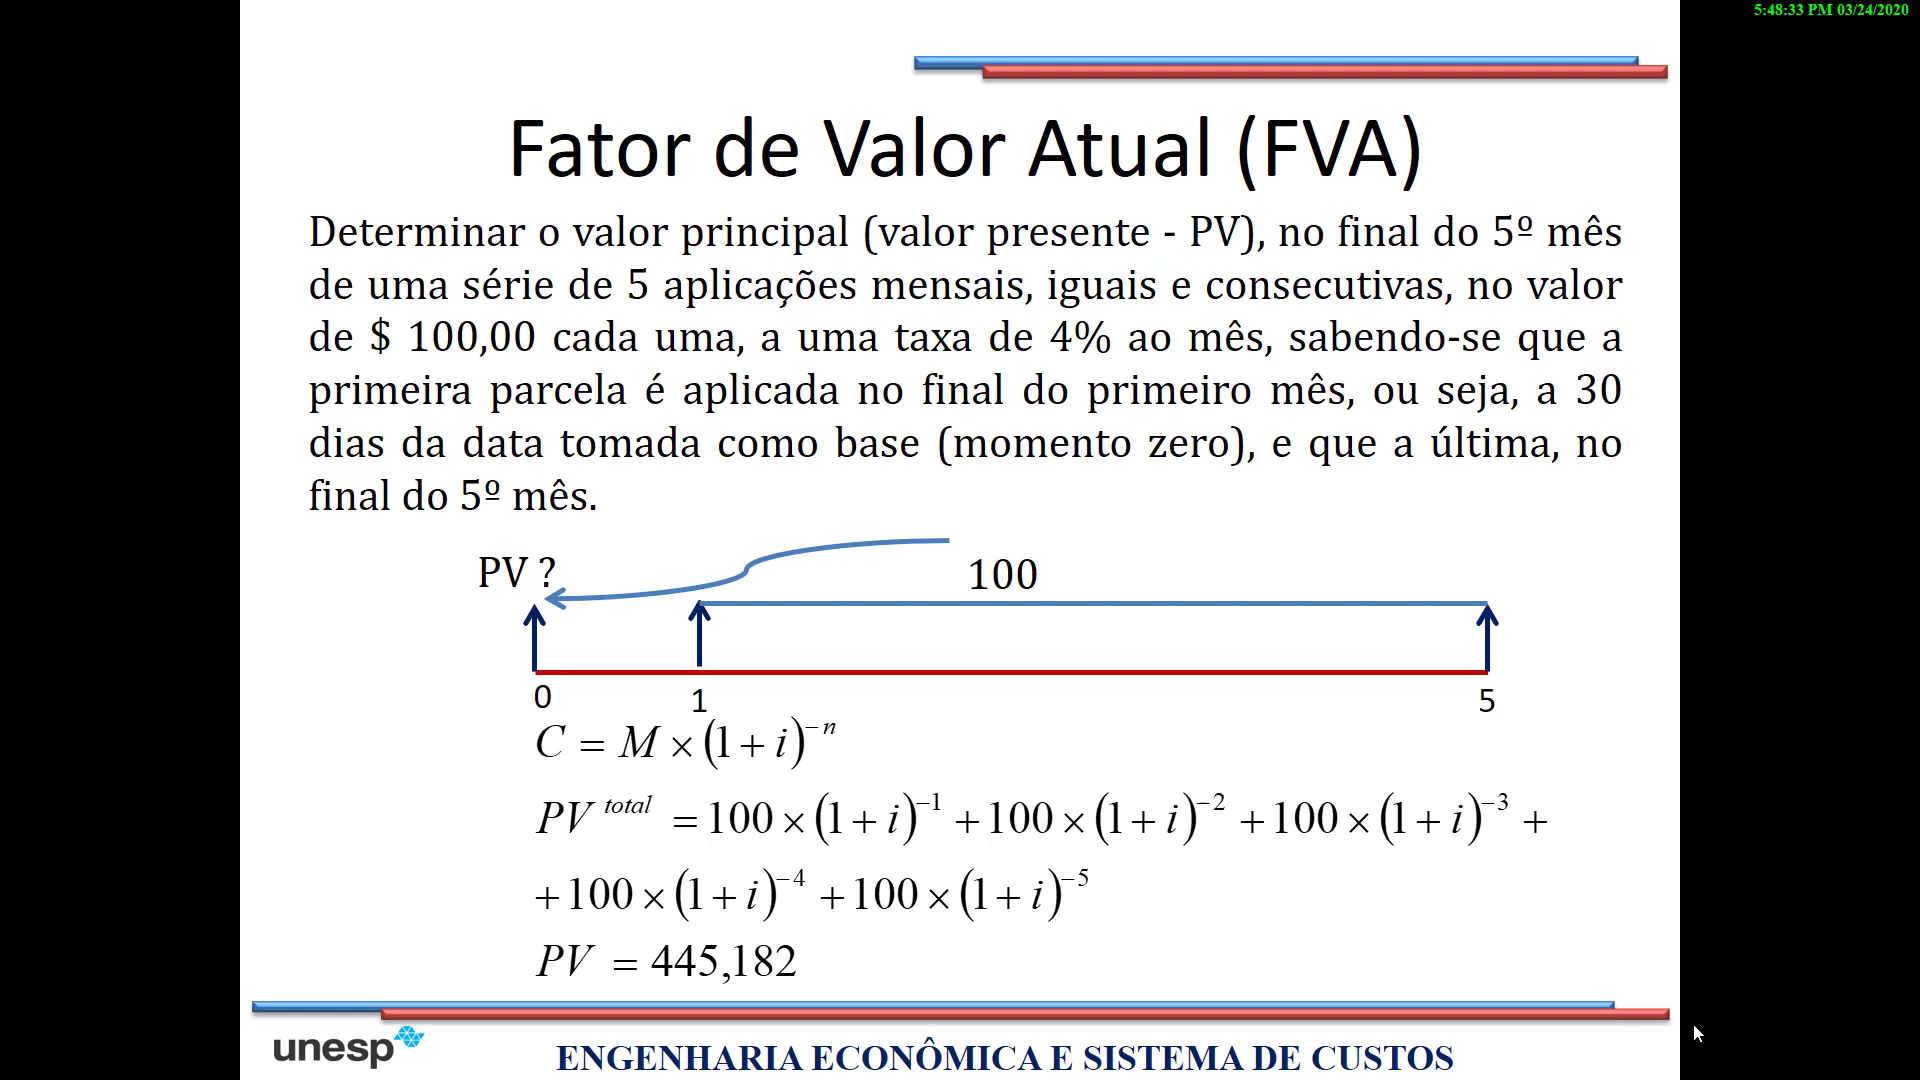 5:48:33 PM 03/24/2020
Fator de Valor Atual (FVA)
Determinar o valor principal (valor presente - PV), no final do 5º mês
de uma série de 5 aplicações mensais, iguais e consecutivas, no valor
de $ 100,00 cada uma, a uma taxa de 4% ao mês, sabendo-se que a
primeira parcela é aplicada no final do primeiro mês, ou seja, a 30
dias da data tomada como base (momento zero), e que a última, no
final do 5º mês.
PV ?
100
0 1 5
C = M × (1 + i)⁻ⁿ
PV ᵗᵒᵗᵃˡ = 100 × (1 + i)⁻¹ + 100 × (1 + i)⁻² + 100 × (1 + i)⁻³ +
+ 100 × (1 + i)⁻⁴ + 100 × (1 + i)⁻⁵
PV = 445,182
unesp
ENGENHARIA ECONÔMICA E SISTEMA DE CUSTOS